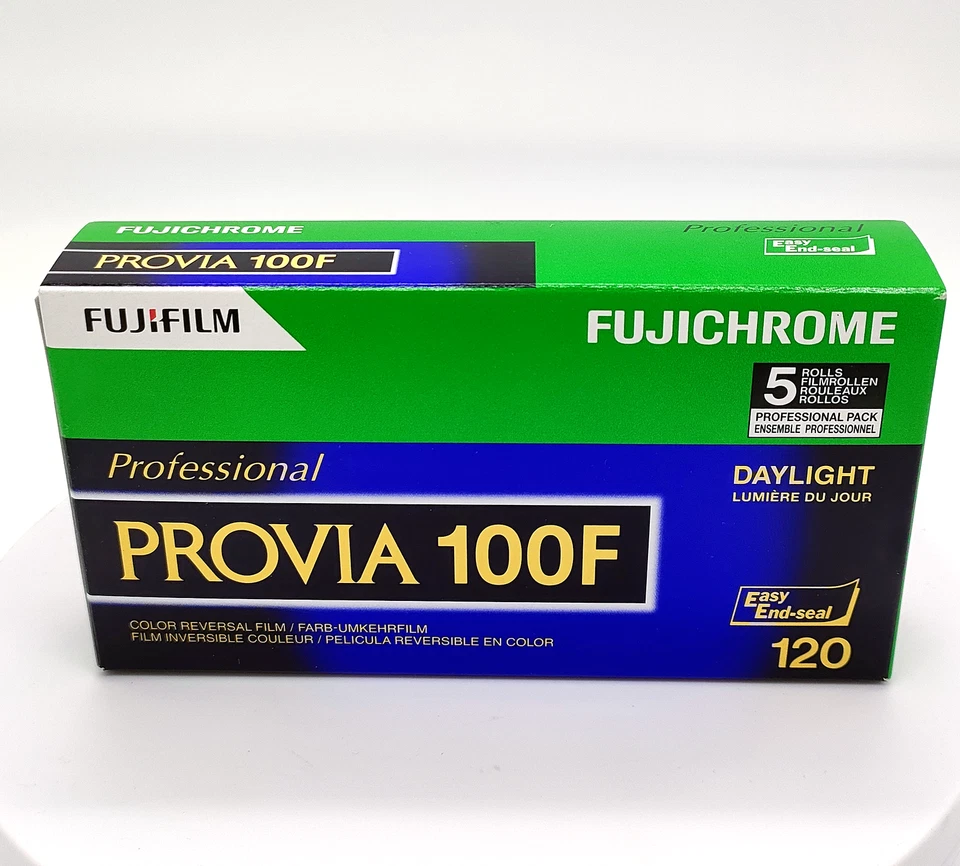 FUJICHROME
Professional
PROVIA 100F
Easy
End-seal
FUJIFILM
FUJICHROME
5 ROLLS
FILMROLLEN
ROULEAUX
ROLLOS
PROFESSIONAL PACK
ENSEMBLE PROFESSIONNEL
Professional
DAYLIGHT
LUMIÈRE DU JOUR
PROVIA 100F
COLOR REVERSAL FILM / FARB-UMKEHRFILM
FILM INVERSIBLE COULEUR / PELICULA REVERSIBLE EN COLOR
Easy
End-seal
120